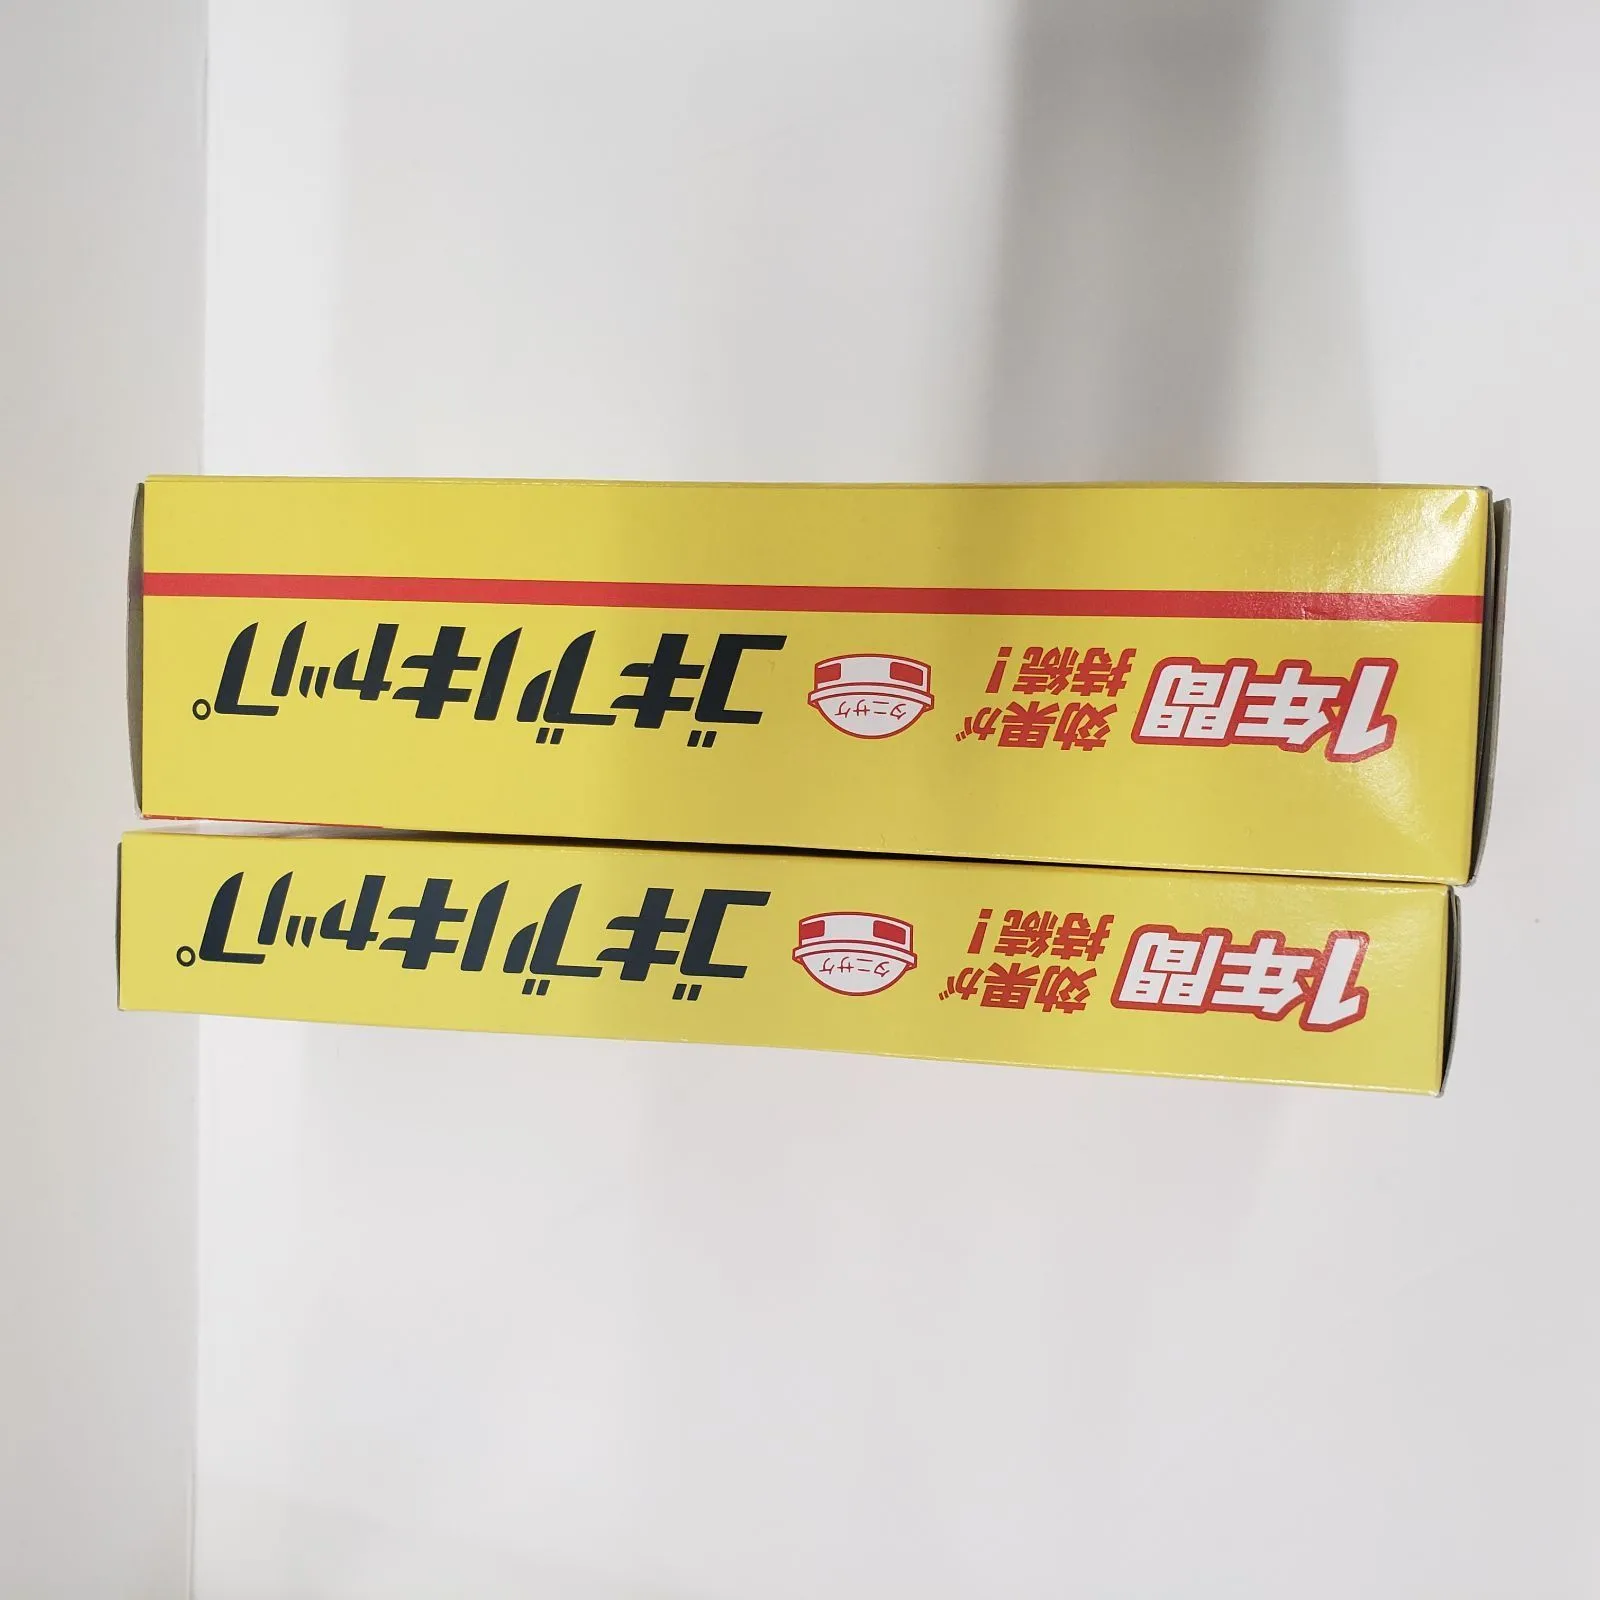 1年間
効果が
持続！
タニサケ
ゴキブリキャップ
1年間
効果が
持続！
タニサケ
ゴキブリキャップ